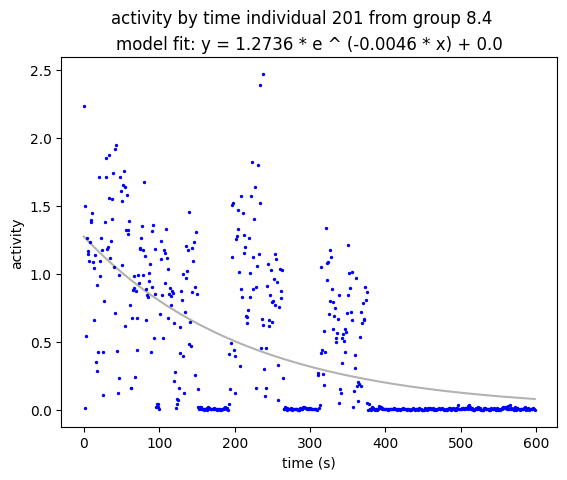 activity by time individual 201 from group 8.4
model fit: y = 1.2736 * e ^ (-0.0046 * x) + 0.0
2.5
2.0
1.5
1.0
0.5
0.0
activity
0 100 200 300 400 500 600
time (s)